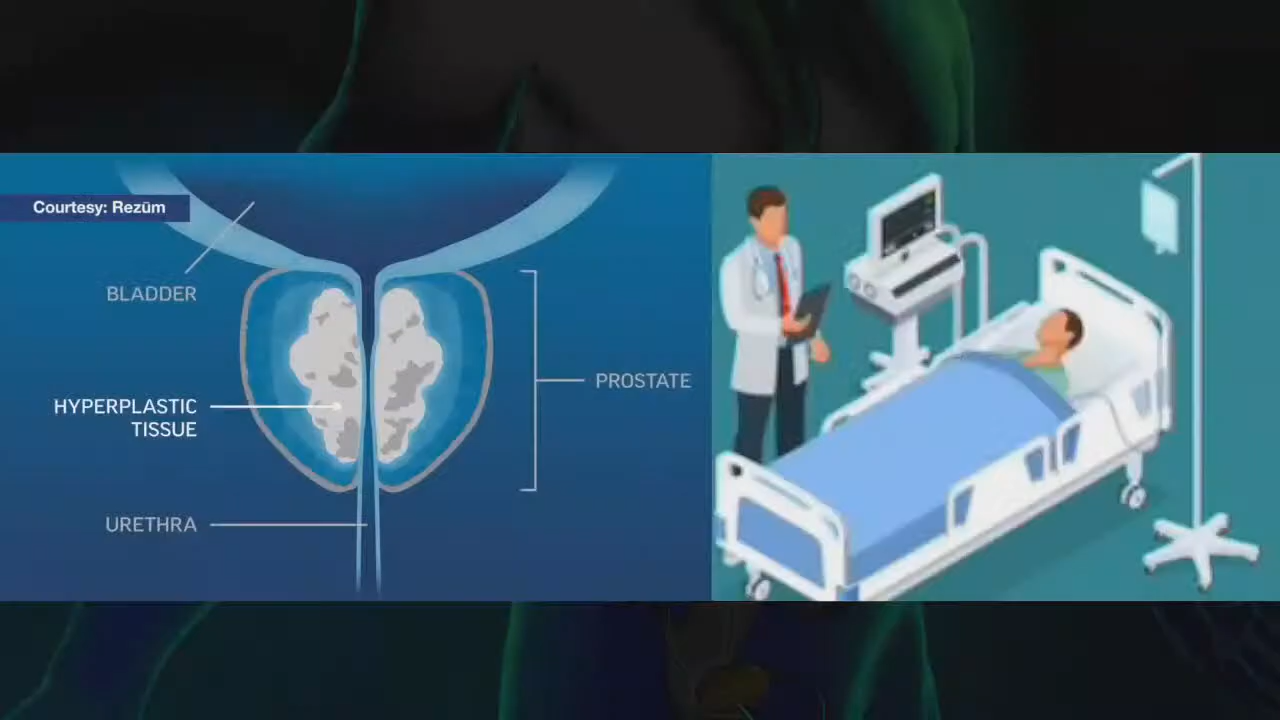 Courtesy: Rezūm
BLADDER
HYPERPLASTIC
TISSUE
PROSTATE
URETHRA